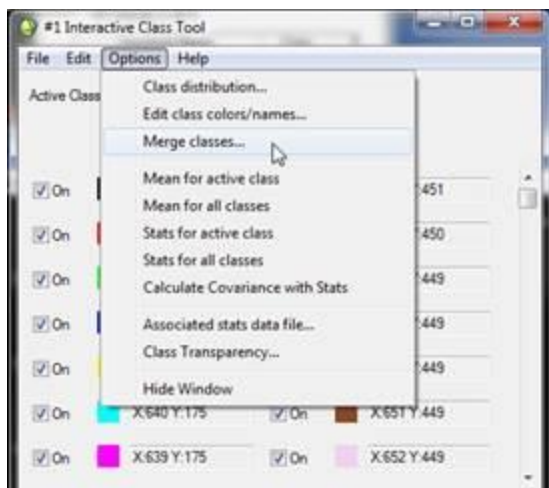 #1 Interactive Class Tool
File Edit Options Help
Active Class
Class distribution...
Edit class colors/names...
Merge classes...
Mean for active class
Mean for all classes
Stats for active class
Stats for all classes
Calculate Covariance with Stats
Associated stats data file...
Class Transparency...
Hide Window
On :451
On :450
On :449
On :449
On :449
On X:640 Y:175 On X:651 Y:449
On X:639 Y:175 On X:652 Y:449